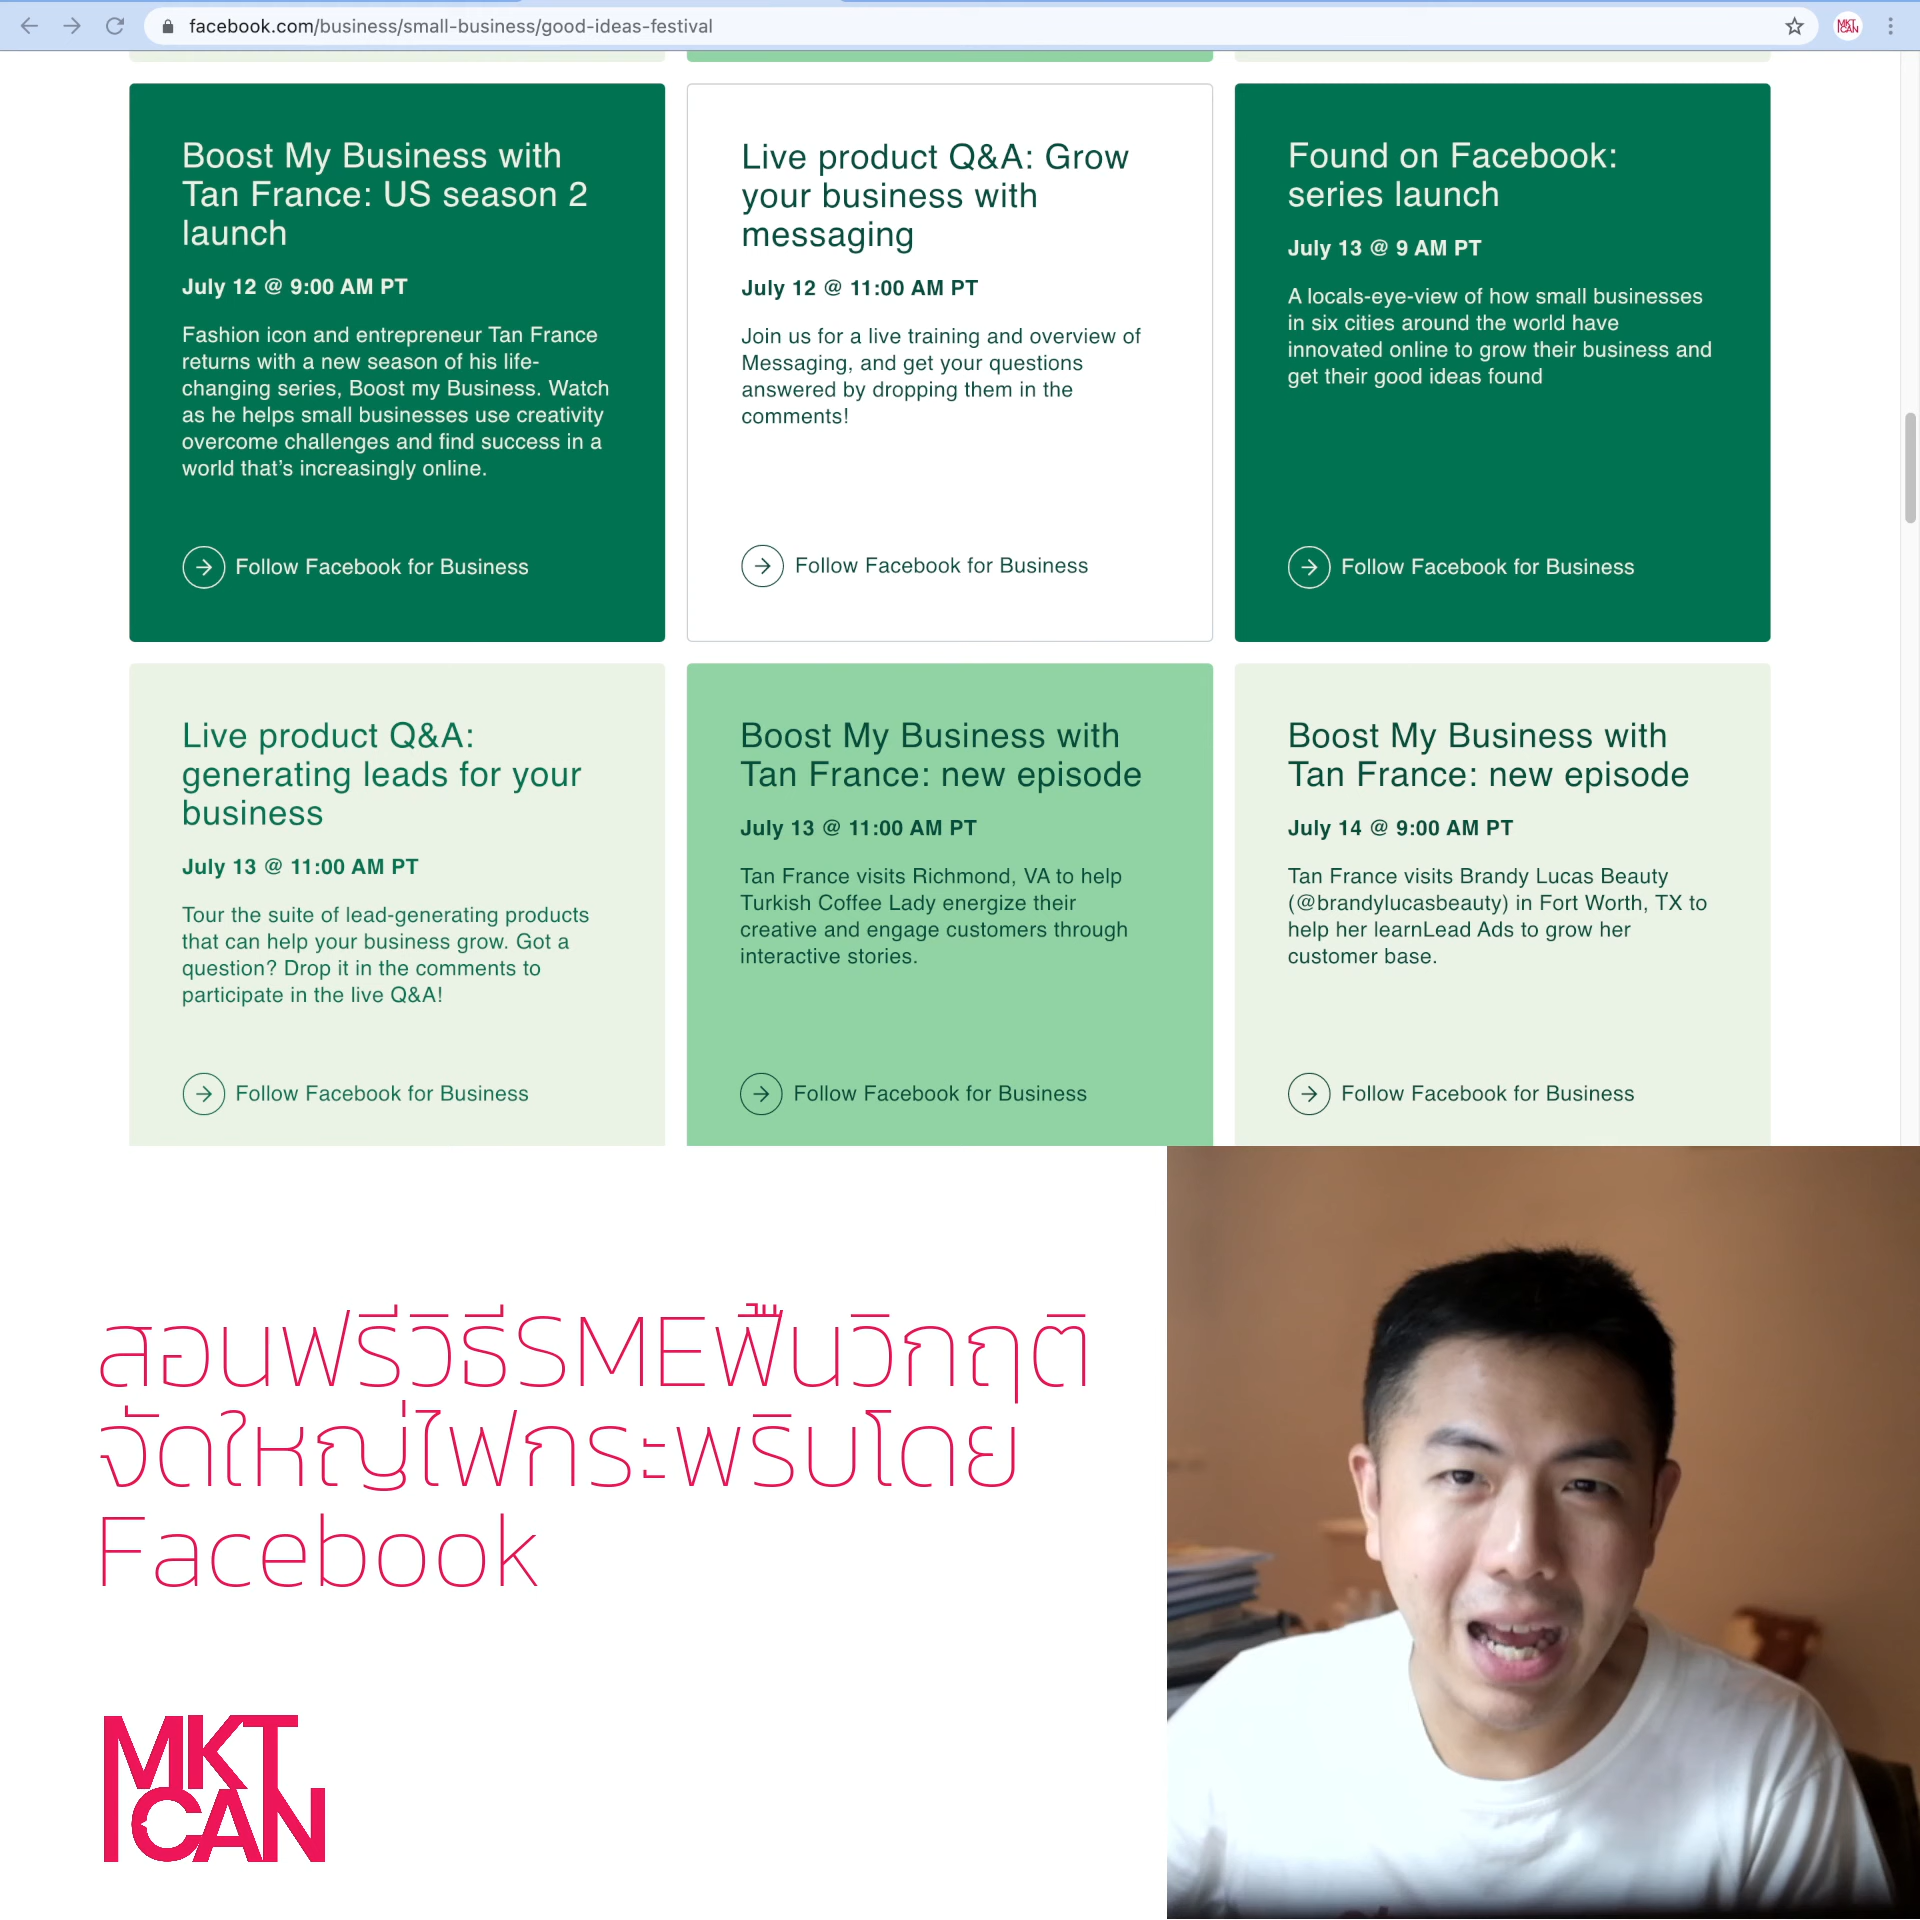 facebook.com/business/small-business/good-ideas-festival
MKT
ICAN
Boost My Business with
Tan France: US season 2
launch
July 12 @ 9:00 AM PT
Fashion icon and entrepreneur Tan France
returns with a new season of his life-
changing series, Boost my Business. Watch
as he helps small businesses use creativity
overcome challenges and find success in a
world that’s increasingly online.
Follow Facebook for Business
Live product Q&A: Grow
your business with
messaging
July 12 @ 11:00 AM PT
Join us for a live training and overview of
Messaging, and get your questions
answered by dropping them in the
comments!
Follow Facebook for Business
Found on Facebook:
series launch
July 13 @ 9 AM PT
A locals-eye-view of how small businesses
in six cities around the world have
innovated online to grow their business and
get their good ideas found
Follow Facebook for Business
Live product Q&A:
generating leads for your
business
July 13 @ 11:00 AM PT
Tour the suite of lead-generating products
that can help your business grow. Got a
question? Drop it in the comments to
participate in the live Q&A!
Follow Facebook for Business
Boost My Business with
Tan France: new episode
July 13 @ 11:00 AM PT
Tan France visits Richmond, VA to help
Turkish Coffee Lady energize their
creative and engage customers through
interactive stories.
Follow Facebook for Business
Boost My Business with
Tan France: new episode
July 14 @ 9:00 AM PT
Tan France visits Brandy Lucas Beauty
(@brandylucasbeauty) in Fort Worth, TX to
help her learnLead Ads to grow her
customer base.
Follow Facebook for Business
สอนฟรีวิธีSMEฟื้นวิกฤติ
จัดใหญ่ไฟกระพริบโดย
Facebook
MKT
ICAN